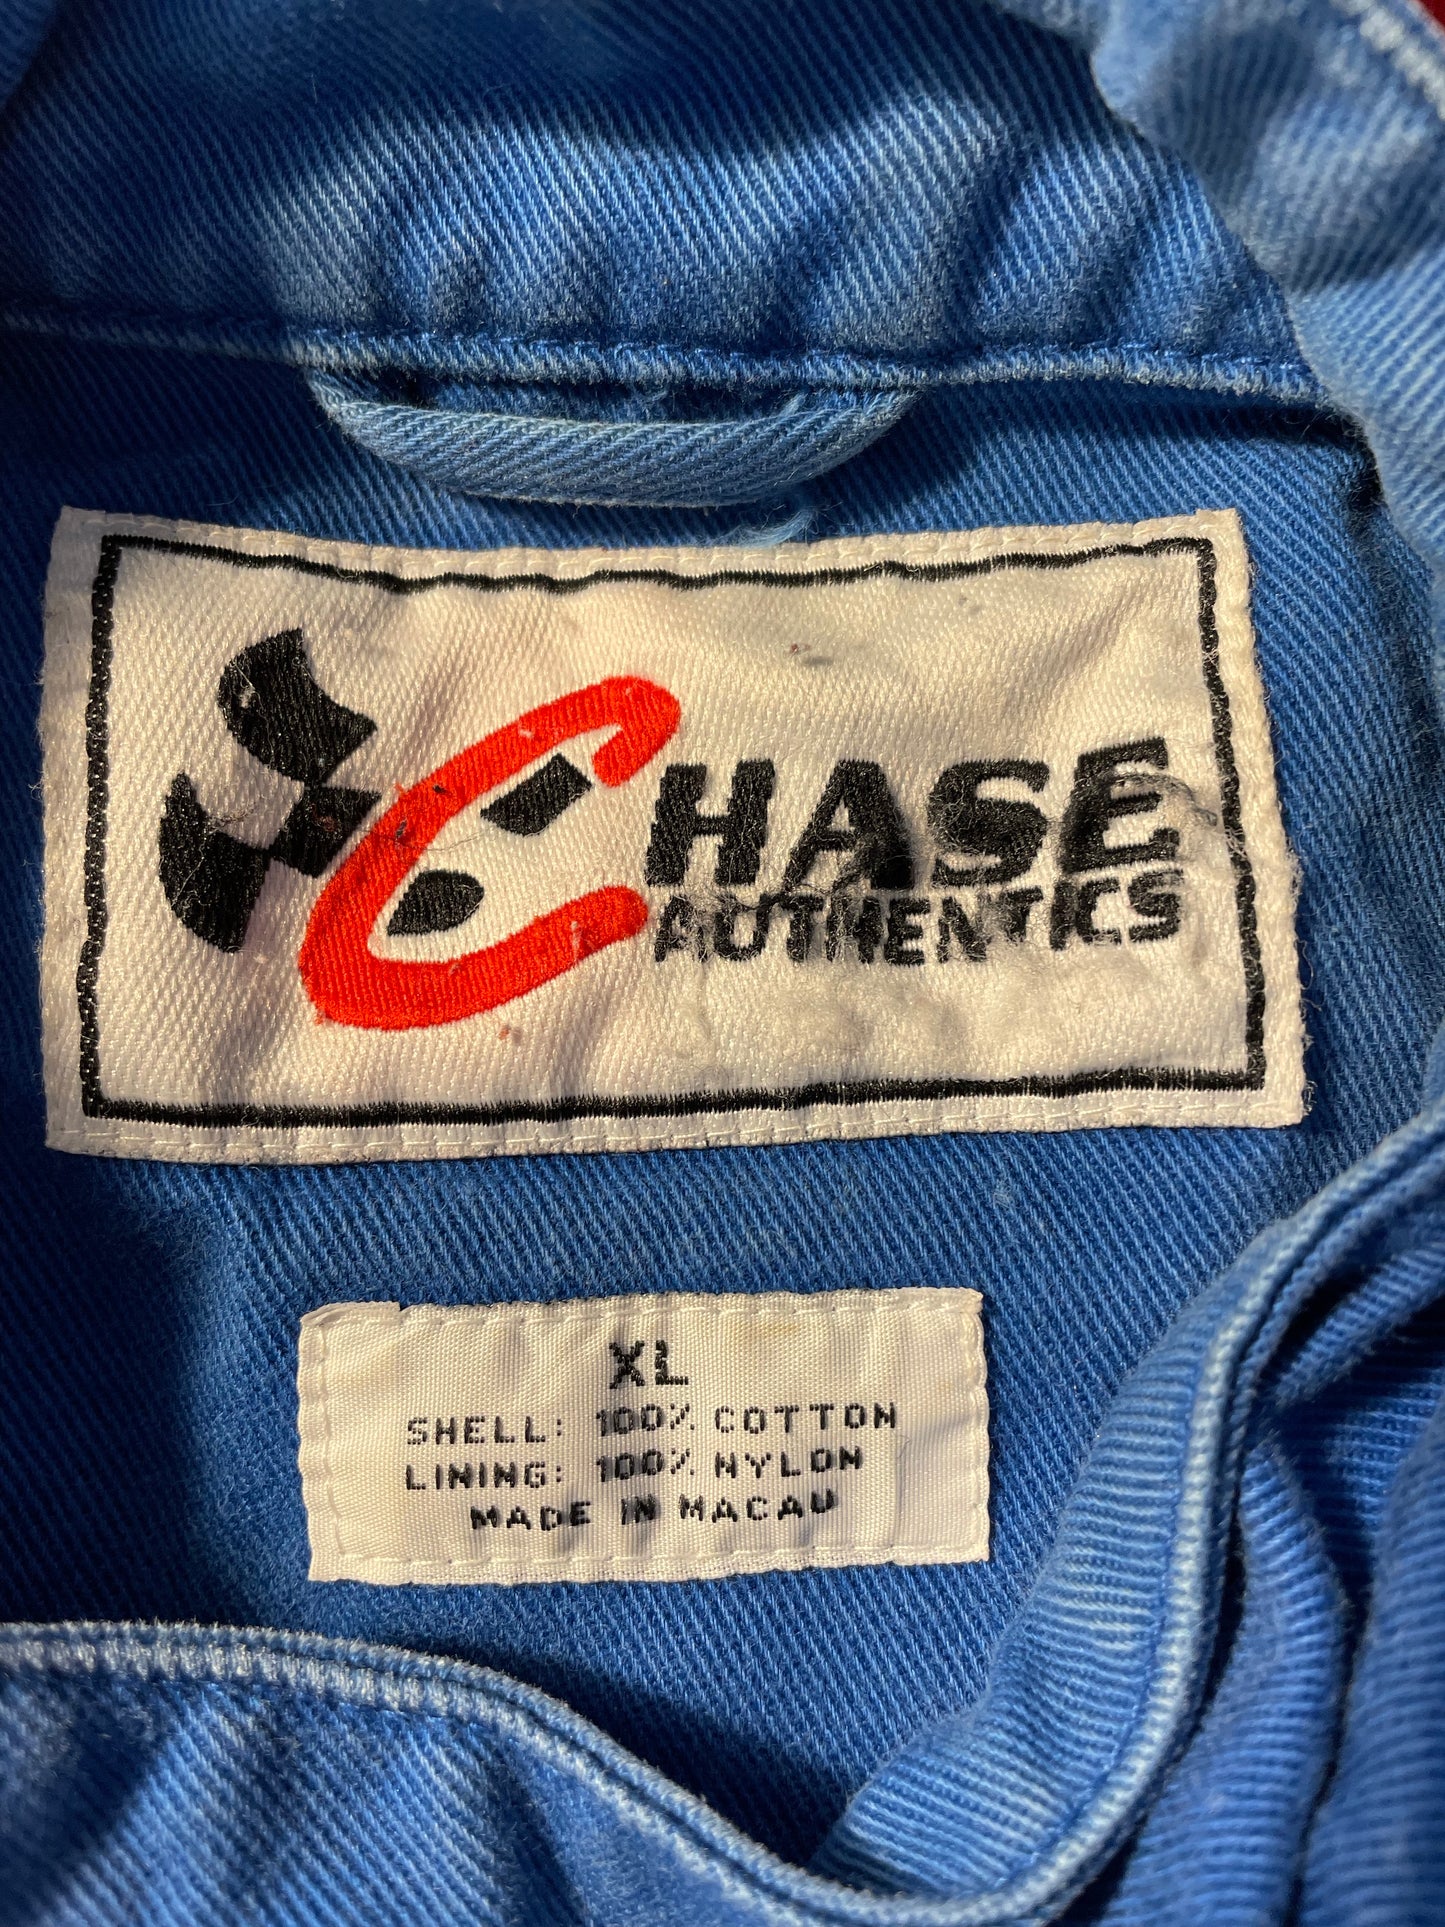 CHASE
AUTHENTICS
XL
SHELL: 100% COTTON
LINING: 100% NYLON
MADE IN MACAU